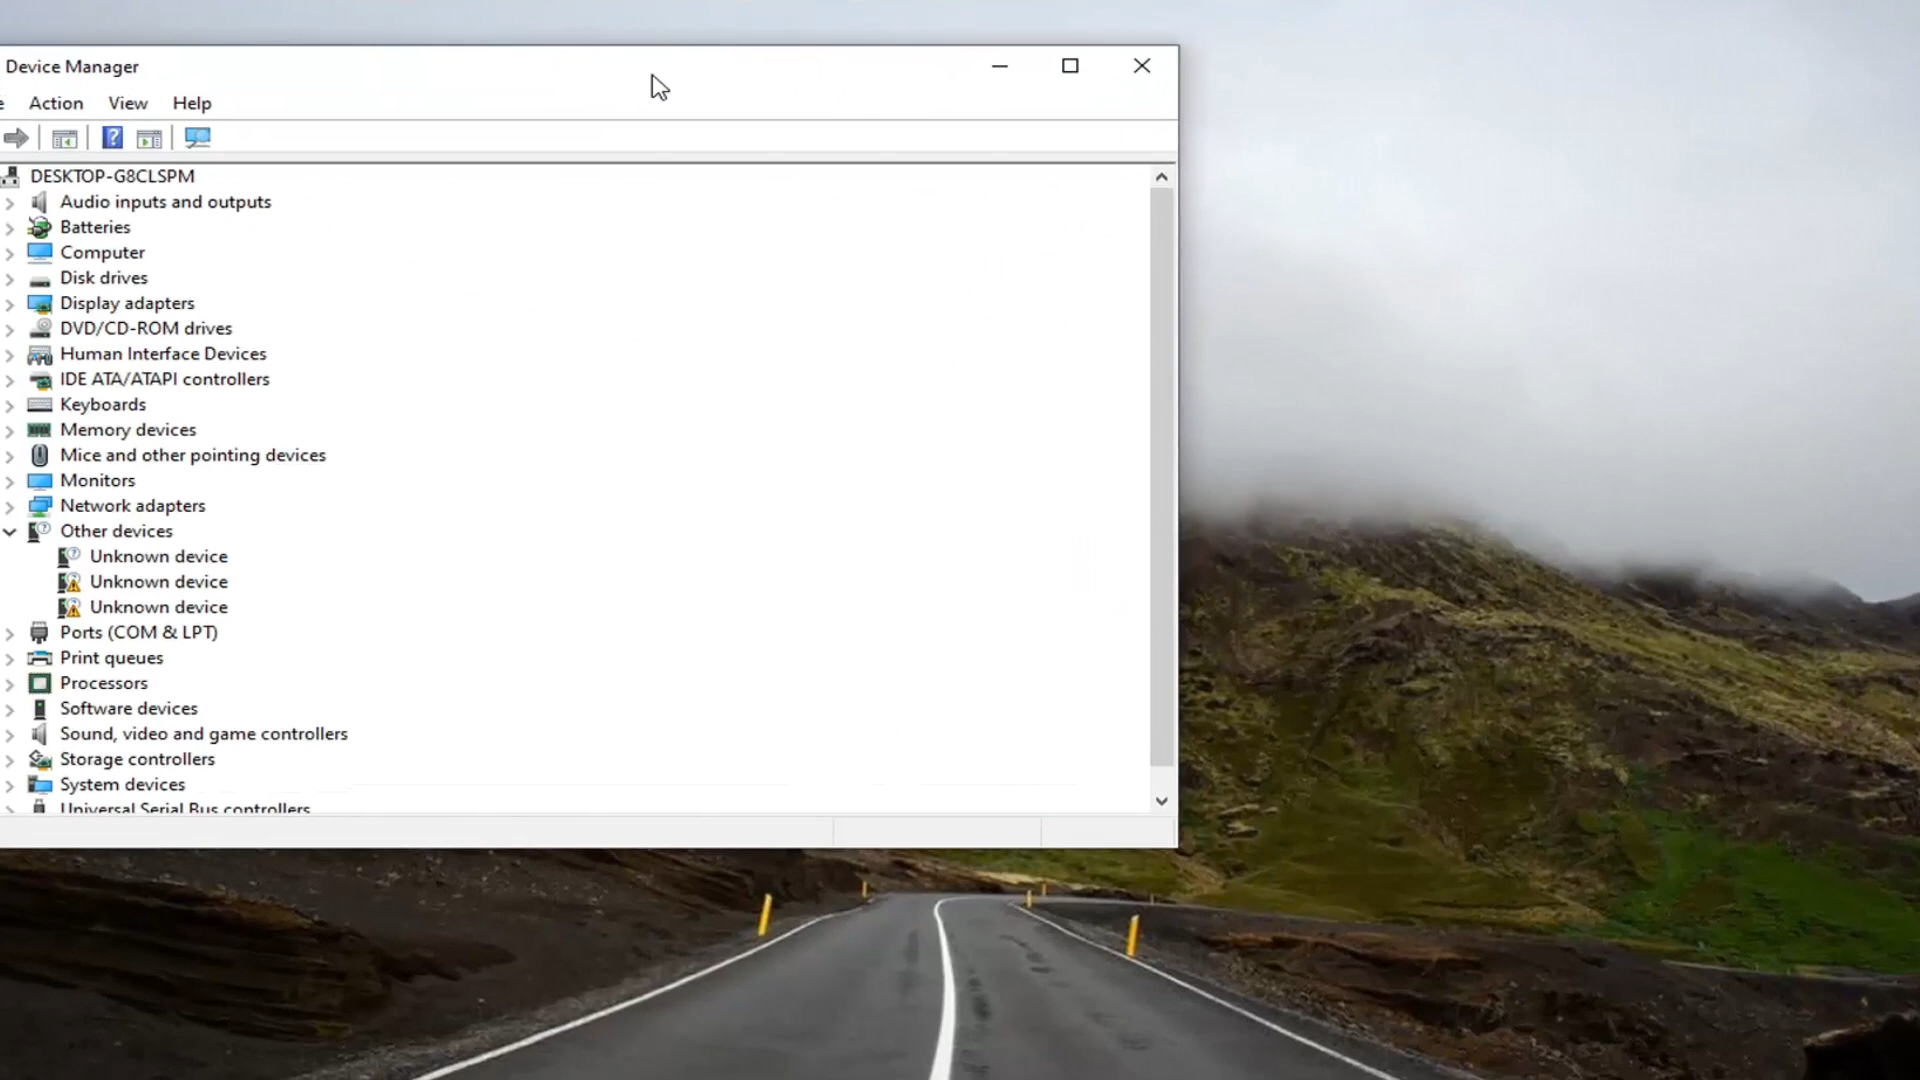 Device Manager
e Action View Help
DESKTOP-G8CLSPM
Audio inputs and outputs
Batteries
Computer
Disk drives
Display adapters
DVD/CD-ROM drives
Human Interface Devices
IDE ATA/ATAPI controllers
Keyboards
Memory devices
Mice and other pointing devices
Monitors
Network adapters
Other devices
Unknown device
Unknown device
Unknown device
Ports (COM & LPT)
Print queues
Processors
Software devices
Sound, video and game controllers
Storage controllers
System devices
Universal Serial Bus controllers